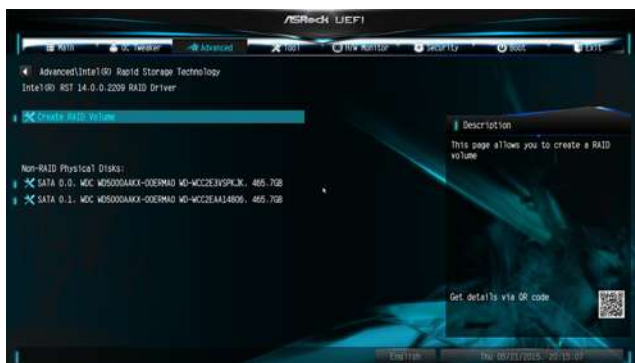 ASRock UEFI
Main OC Tweaker Advanced Tool H/W Monitor Security Boot Exit
Advanced\Intel(R) Rapid Storage Technology
Intel(R) RST 14.0.0.2209 RAID Driver
Create RAID Volume
Description
This page allows you to create a RAID
volume
Non-RAID Physical Disks:
SATA 0.0, WDC WD5000AAKX-00ERMA0 WD-WCC2E3VSPKJK, 465.7GB
SATA 0.1, WDC WD5000AAKX-00ERMA0 WD-WCC2EAA14806, 465.7GB
Get details via QR code
English